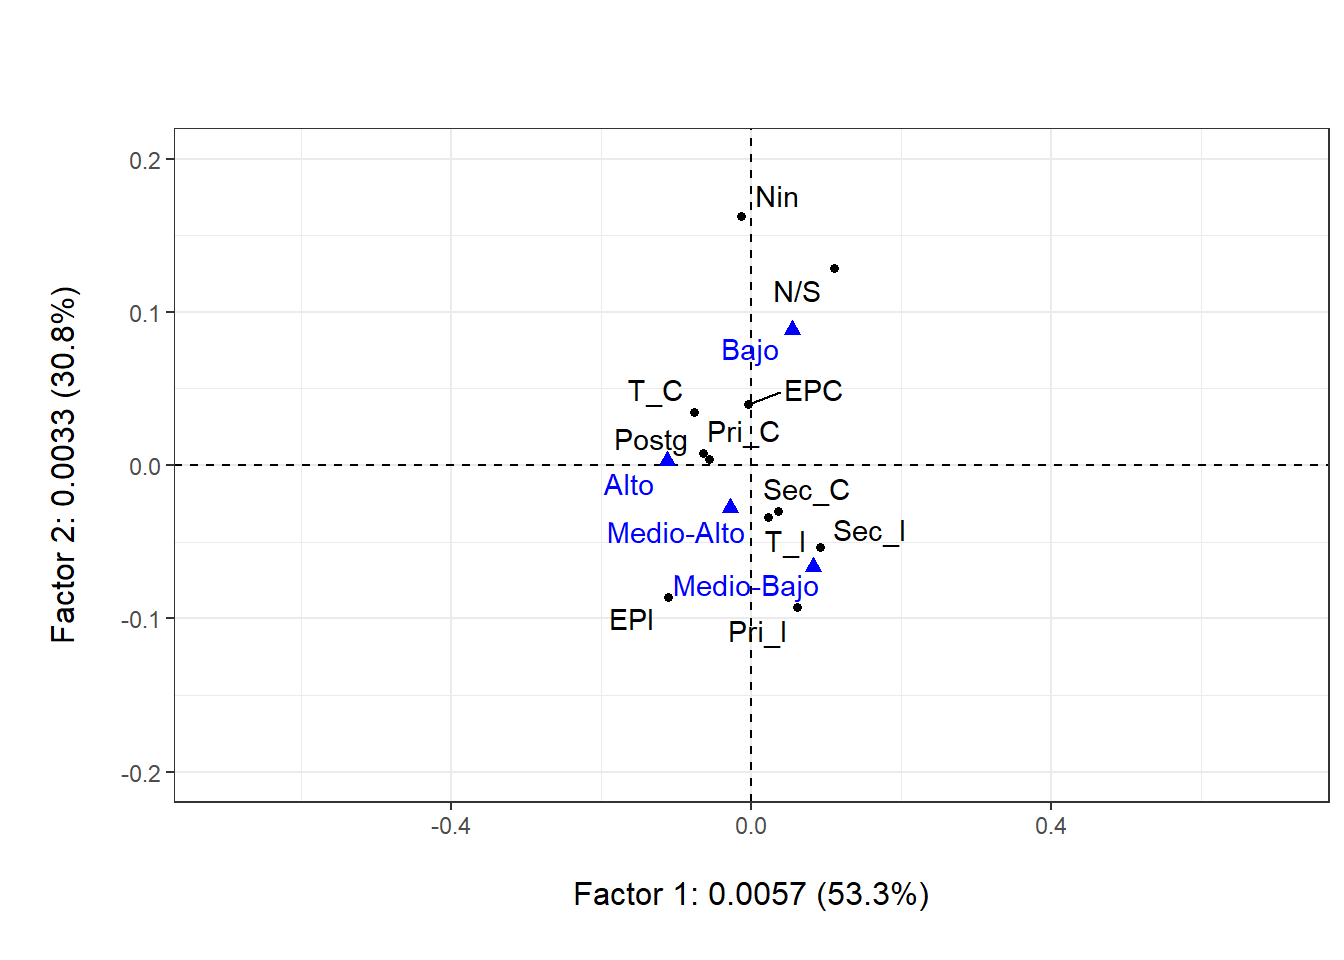 0.2
Nin
N/S
0.1
Bajo
T_C
EPC
Postg
Pri_C
0.0
Alto
Sec_C
Medio-Alto
T_I
Sec_I
Medio-Bajo
-0.1
EPI
Pri_I
-0.2
-0.4
0.0
0.4
Factor 1: 0.0057 (53.3%)
Factor 2: 0.0033 (30.8%)